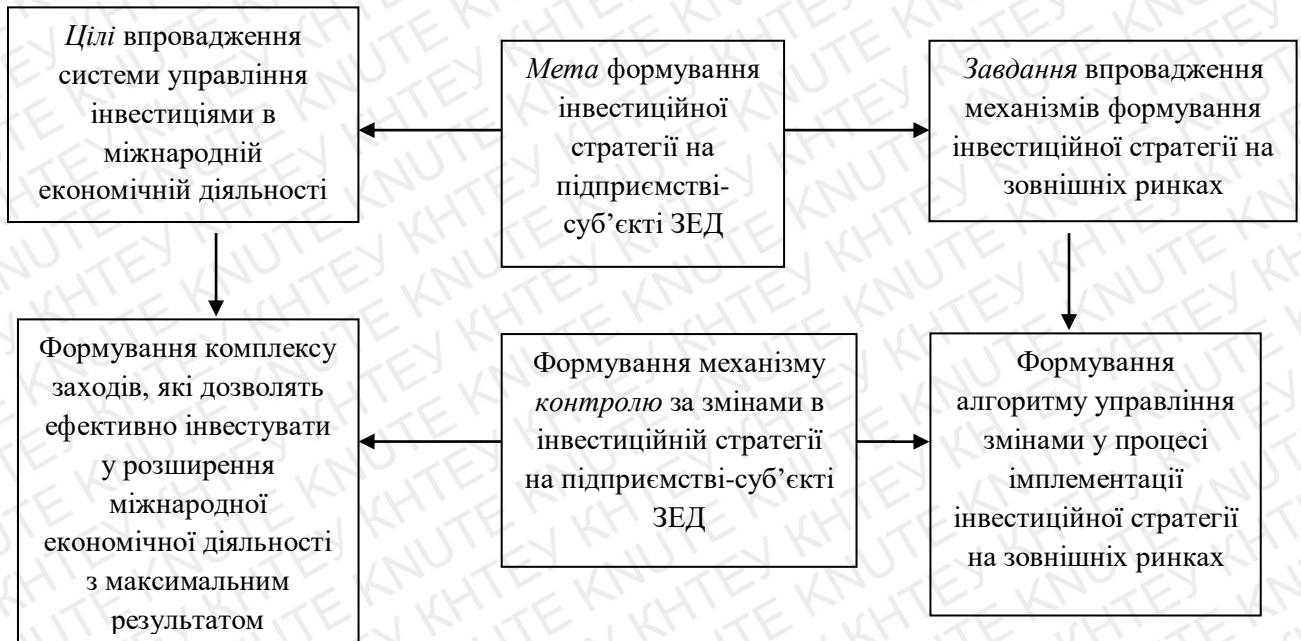 Цілі впровадження
системи управління
інвестиціями в
міжнародній
економічній діяльності
Мета формування
інвестиційної
стратегії на
підприємстві-
суб’єкті ЗЕД
Завдання впровадження
механізмів формування
інвестиційної стратегії на
зовнішніх ринках
Формування комплексу
заходів, які дозволять
ефективно інвестувати
у розширення
міжнародної
економічної діяльності
з максимальним
результатом
Формування механізму
контролю за змінами в
інвестиційній стратегії
на підприємстві-суб’єкті
ЗЕД
Формування
алгоритму управління
змінами у процесі
імплементації
інвестиційної стратегії
на зовнішніх ринках